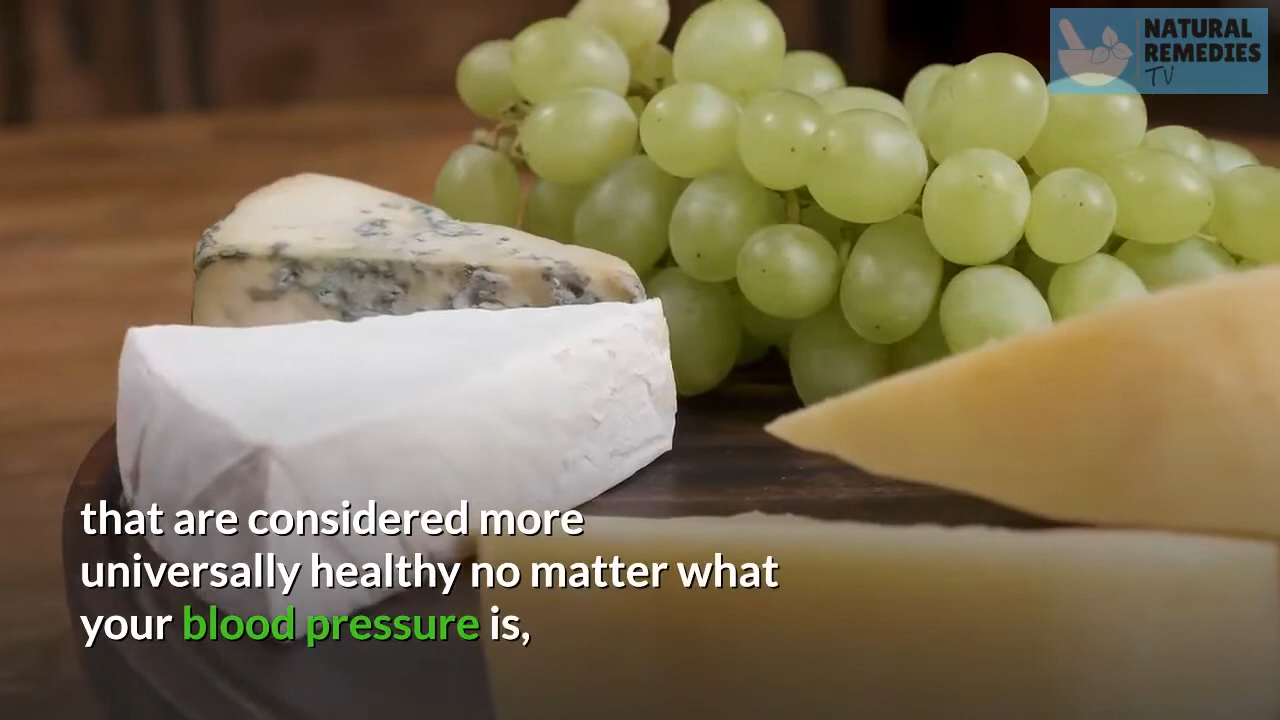 NATURAL
REMEDIES
TV
that are considered more
universally healthy no matter what
your blood pressure is,